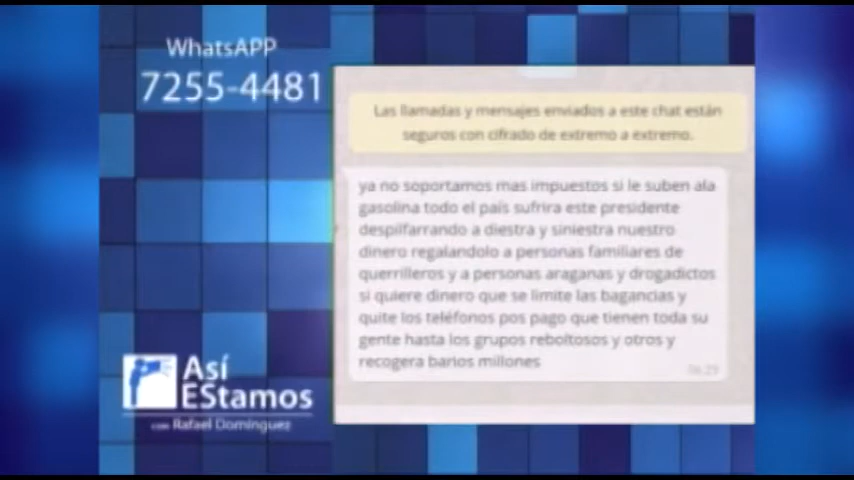 WhatsAPP
7255-4481
Las llamadas y mensajes enviados a este chat están
seguros con cifrado de extremo a extremo.
ya no soportamos mas impuestos si le suben ala
gasolina todo el país sufrira este presidente
despilfarrando a diestra y siniestra nuestro
dinero regalandolo a personas familiares de
querrilleros y a personas araganas y drogadictos
si quiere dinero que se limite las bagancias y
quite los teléfonos pos pago que tienen toda su
gente hasta los grupos reboltosos y otros y
recogera barios millones
06:29
Así
EStamos
con Rafael Domínguez